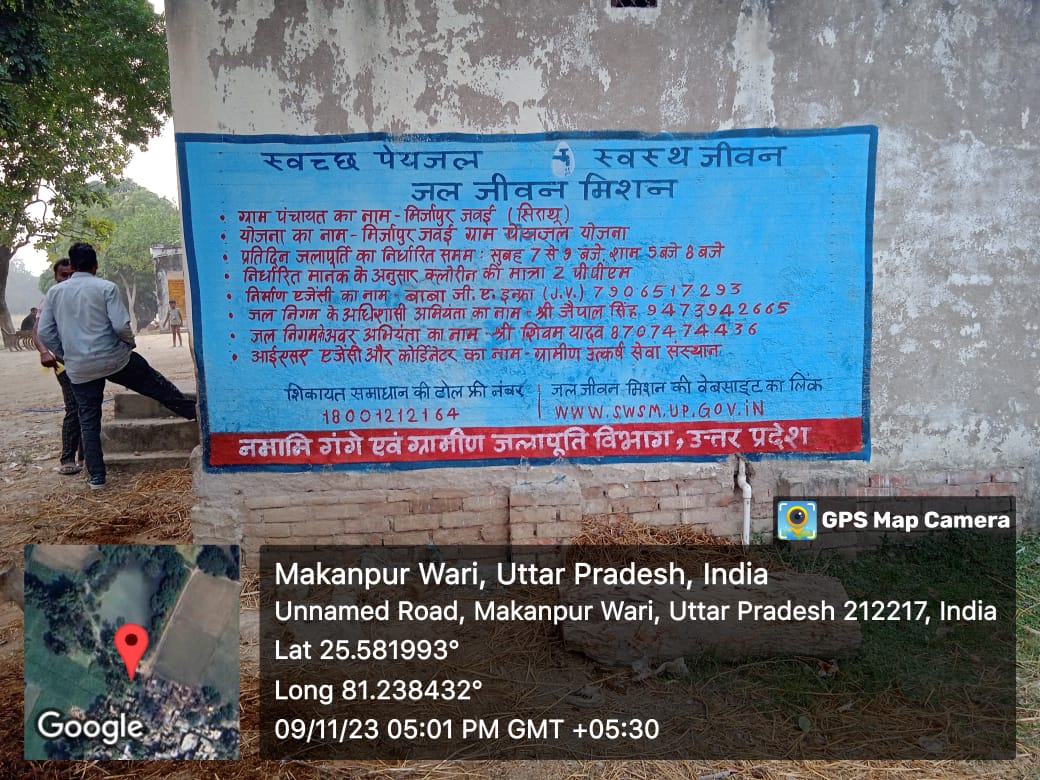 स्वच्छ पेयजल स्वस्थ जीवन
जल जीवन मिशन
• ग्राम पंचायत का नाम - मिर्जापुर जवई (सिराथू)
• योजना का नाम - मिर्जापुर जवई ग्राम पेयजल योजना
• प्रतिदिन जलापूर्ति का निर्धारित समम : सुबह 7 से 9 बजे, शाम 5 बजे 8 बजे
• निर्धारित मानक के अनुसार क्लोरीन की मात्रा 2 पी.पी.एम
• निर्माण एजेंसी का नाम - बाबा जी. ए. इन्फ्रा (J.V.) 7906517293
• जल निगम के अधिशासी अभियंता का नाम - श्री जैपाल सिंह, 9473942665
• जल निगम के अवर अभियंता का नाम - श्री शिवम यादव 8707474436
• आईएसए एजेंसी और कोर्डिनेटर का नाम - ग्रामीण उत्कर्ष सेवा संस्थान
शिकायत समाधान की टोल फ्री नंबर
18001212164
जल जीवन मिशन की वेबसाइट का लिंक
WWW.SWSM.UP.GOV.iN
नमामि गंगे एवं ग्रामीण जलापूर्ति विभाग, उत्तर प्रदेश
GPS Map Camera
Makanpur Wari, Uttar Pradesh, India
Unnamed Road, Makanpur Wari, Uttar Pradesh 212217, India
Lat 25.581993°
Long 81.238432°
09/11/23 05:01 PM GMT +05:30
Google